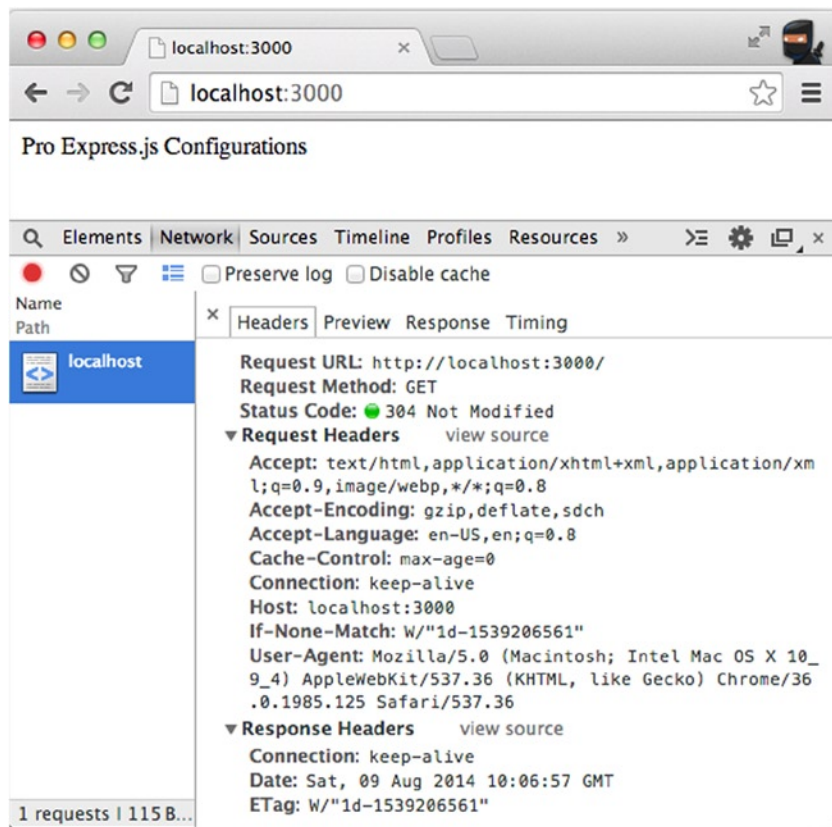 localhost:3000
localhost:3000
Pro Express.js Configurations
Elements Network Sources Timeline Profiles Resources »
Preserve log Disable cache
Name
Path
× Headers Preview Response Timing
localhost
Request URL: http://localhost:3000/
Request Method: GET
Status Code: 304 Not Modified
Request Headers view source
Accept: text/html,application/xhtml+xml,application/xm
l;q=0.9,image/webp,*/*;q=0.8
Accept-Encoding: gzip,deflate,sdch
Accept-Language: en-US,en;q=0.8
Cache-Control: max-age=0
Connection: keep-alive
Host: localhost:3000
If-None-Match: W/"1d-1539206561"
User-Agent: Mozilla/5.0 (Macintosh; Intel Mac OS X 10_
9_4) AppleWebKit/537.36 (KHTML, like Gecko) Chrome/36
.0.1985.125 Safari/537.36
Response Headers view source
Connection: keep-alive
Date: Sat, 09 Aug 2014 10:06:57 GMT
ETag: W/"1d-1539206561"
1 requests | 115 B...